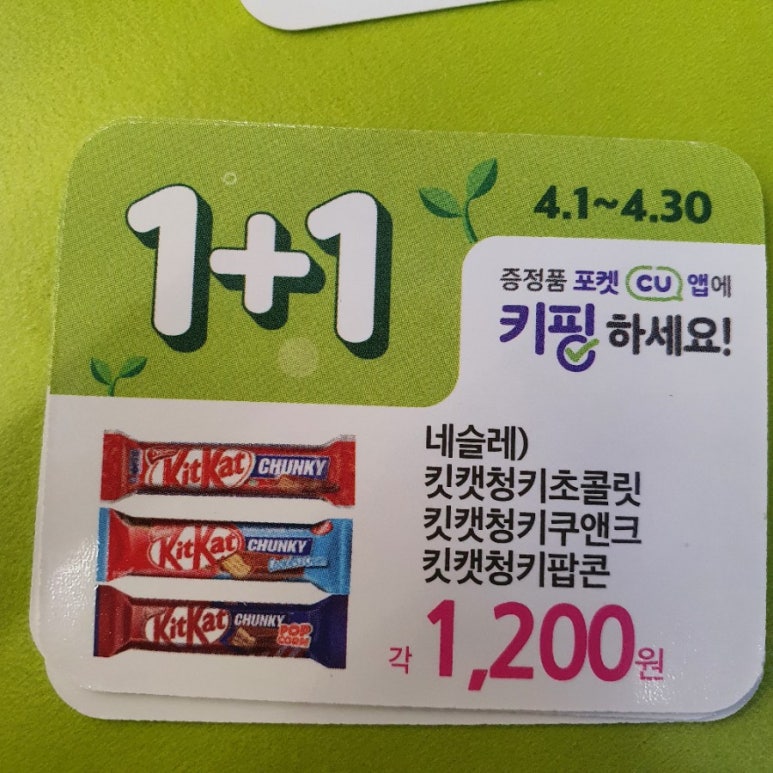 1+1
4.1~4.30
증정품 포켓 CU 앱에
키핑 하세요!
네슬레)
킷캣청키초콜릿
킷캣청키쿠앤크
킷캣청키팝콘
각 1,200원
KitKat CHUNKY
KitKat CHUNKY
KitKat CHUNKY POP CORN